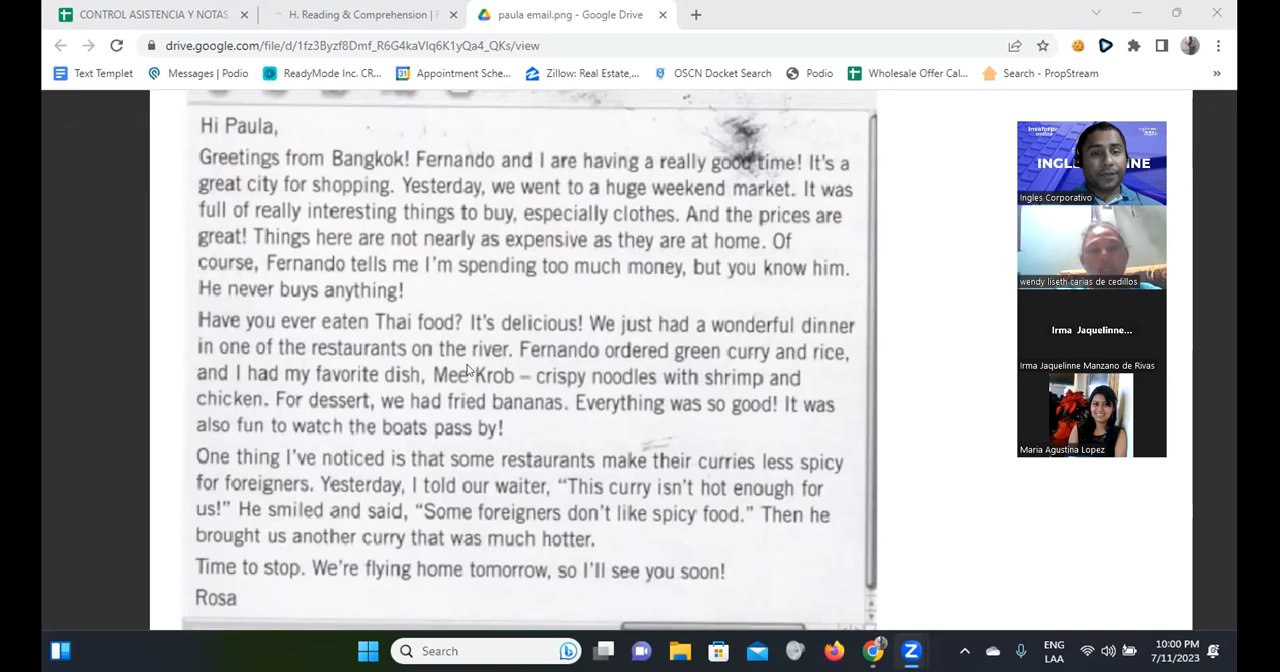 CONTROL ASISTENCIA Y NOTAS
H. Reading & Comprehension | F
paula email.png - Google Drive
drive.google.com/file/d/1fz3Byzf8Dmf_R6G4kaVlq6K1yQa4_QKs/view
Text Templet
Messages | Podio
ReadyMode Inc. CR...
Appointment Sche...
Zillow: Real Estate,...
OSCN Docket Search
Podio
Wholesale Offer Cal...
Search - PropStream
Hi Paula,
Greetings from Bangkok! Fernando and I are having a really good time! It's a
great city for shopping. Yesterday, we went to a huge weekend market. It was
full of really interesting things to buy, especially clothes. And the prices are
great! Things here are not nearly as expensive as they are at home. Of
course, Fernando tells me I'm spending too much money, but you know him.
He never buys anything!
Have you ever eaten Thai food? It's delicious! We just had a wonderful dinner
in one of the restaurants on the river. Fernando ordered green curry and rice,
and I had my favorite dish, Mee Krob – crispy noodles with shrimp and
chicken. For dessert, we had fried bananas. Everything was so good! It was
also fun to watch the boats pass by!
One thing I've noticed is that some restaurants make their curries less spicy
for foreigners. Yesterday, I told our waiter, "This curry isn't hot enough for
us!" He smiled and said, "Some foreigners don't like spicy food." Then he
brought us another curry that was much hotter.
Time to stop. We're flying home tomorrow, so I'll see you soon!
Rosa
Ingles Corporativo
wendy liseth carias de cedillos
Irma Jaquelinne...
Irma Jaquelinne Manzano de Rivas
Maria Agustina Lopez
Search
ENG
LAA
10:00 PM
7/11/2023